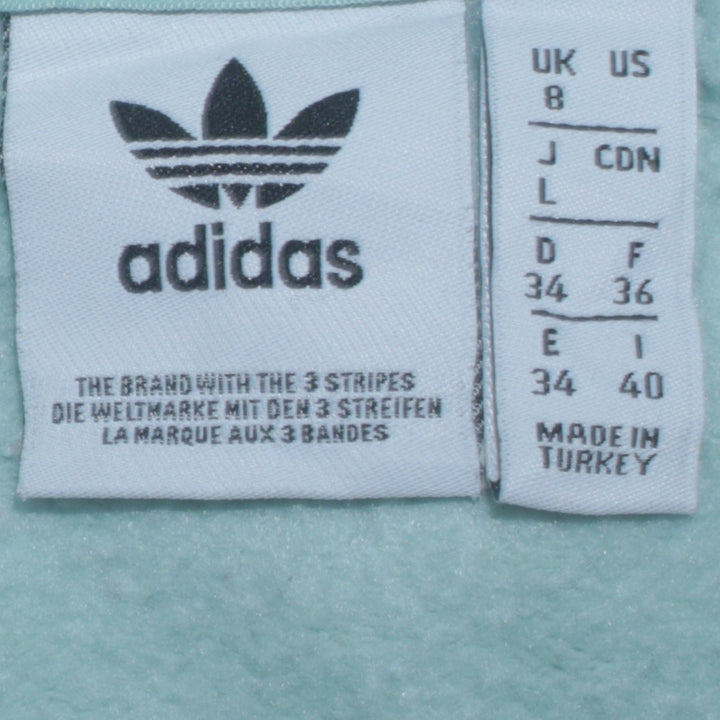 adidas
THE BRAND WITH THE 3 STRIPES
DIE WELTMARKE MIT DEN 3 STREIFEN
LA MARQUE AUX 3 BANDES
UK US
8
J CDN
L
D F
34 36
E I
34 40
MADE IN
TURKEY